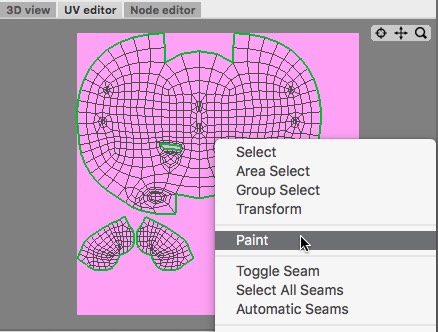 3D view UV editor Node editor
Select
Area Select
Group Select
Transform
Paint
Toggle Seam
Select All Seams
Automatic Seams